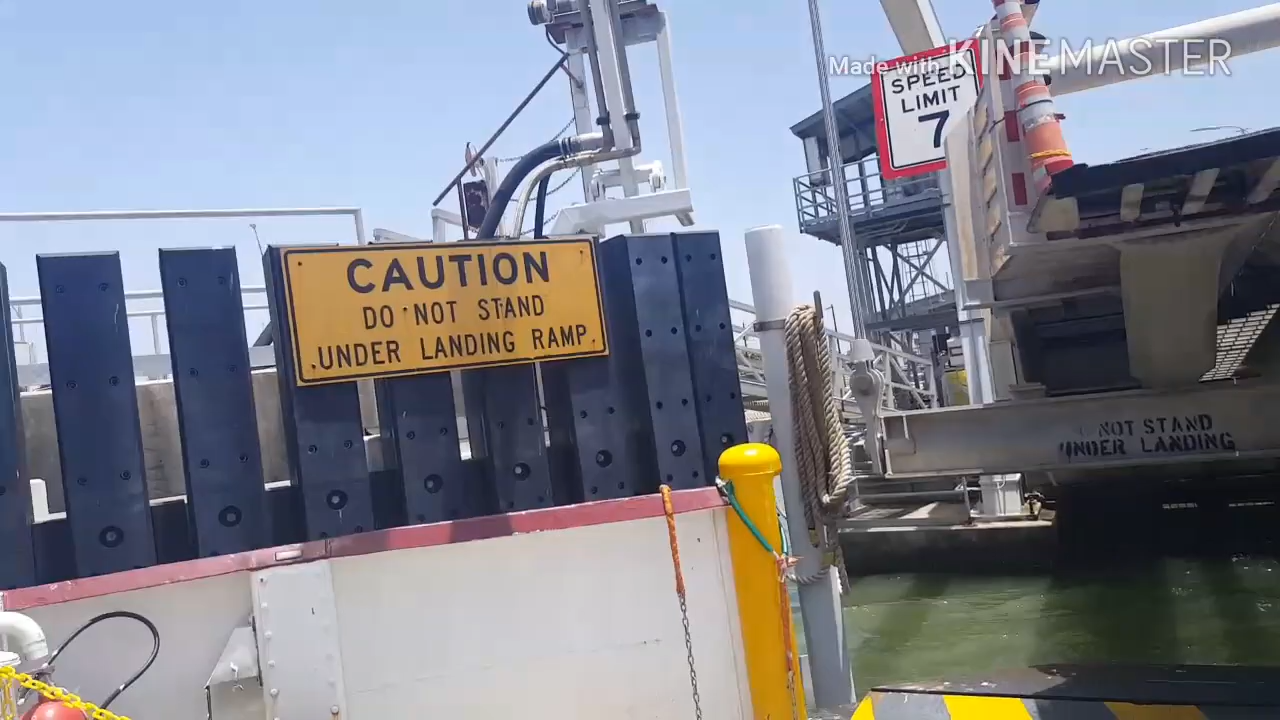 Made with KINEMASTER
SPEED
LIMIT
7
CAUTION
DO NOT STAND
UNDER LANDING RAMP
NOT STAND
UNDER LANDING